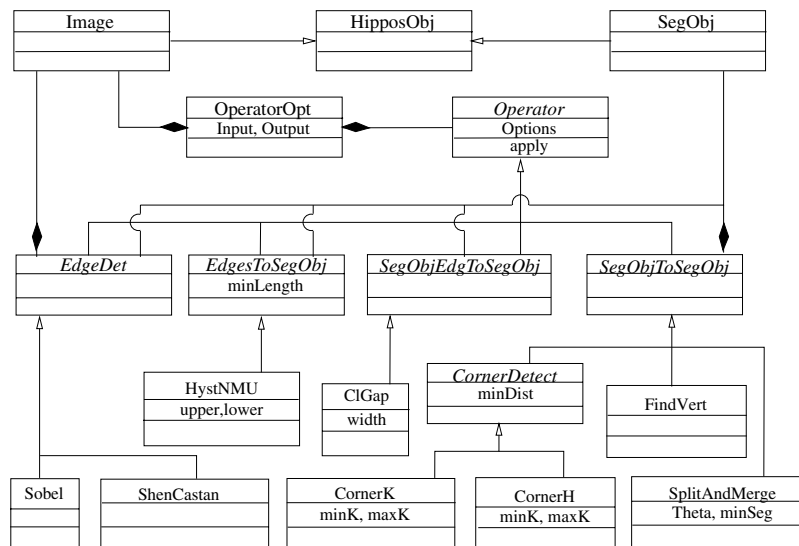 Image
HipposObj
SegObj
OperatorOpt
Input, Output
Operator
Options
apply
EdgeDet
EdgesToSegObj
minLength
SegObjEdgToSegObj
SegObjToSegObj
HystNMU
upper,lower
ClGap
width
CornerDetect
minDist
FindVert
Sobel
ShenCastan
CornerK
minK, maxK
CornerH
minK, maxK
SplitAndMerge
Theta, minSeg